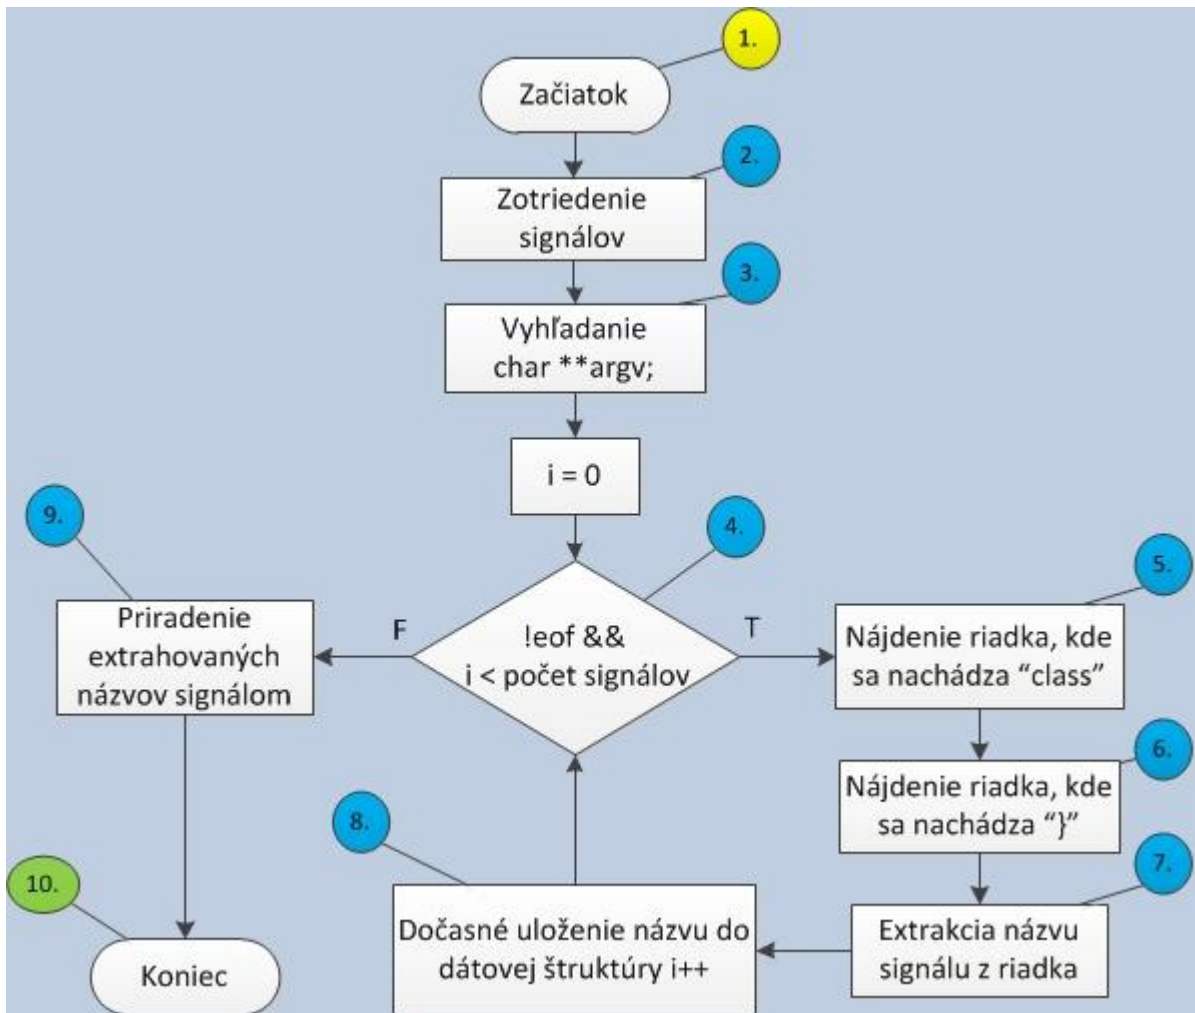 1.
Začiatok
2.
Zotriedenie
signálov
3.
Vyhľadanie
char **argv;
i = 0
4.
!eof &&
i < počet signálov
F
T
5.
Nájdenie riadka, kde
sa nachádza “class”
6.
Nájdenie riadka, kde
sa nachádza “}”
7.
Extrakcia názvu
signálu z riadka
8.
Dočasné uloženie názvu do
dátovej štruktúry i++
9.
Priradenie
extrahovaných
názvov signálom
10.
Koniec